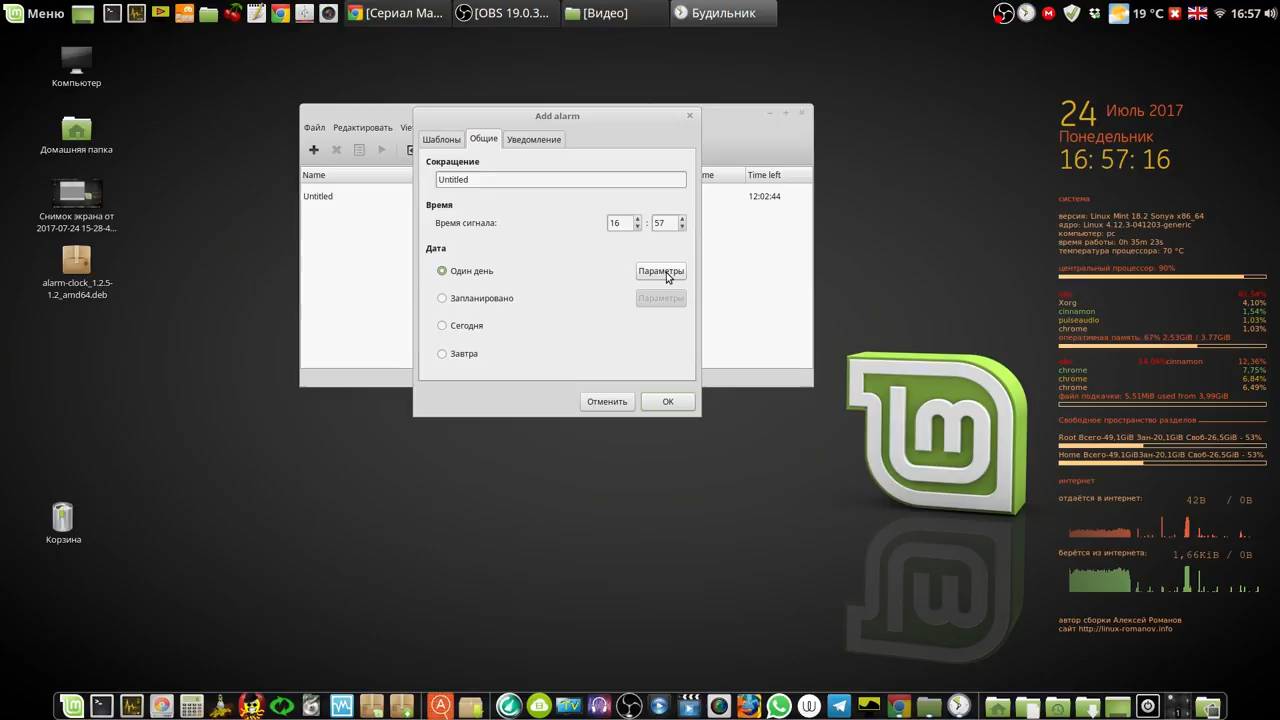 Меню
[Сериал Ма...
[OBS 19.0.3...
[Видео]
Будильник
19 °C
16:57
Компьютер
Домашняя папка
Снимок экрана от
2017-07-24 15-28-4...
alarm-clock_1.2.5-
1.2_amd64.deb
Корзина
Файл
Редактировать
Name
Untitled
me
Time left
12:02:44
Add alarm
Шаблоны
Общие
Уведомление
Сокращение
Untitled
Время
Время сигнала:
16 : 57
Дата
Один день
Параметры
Запланировано
Параметры
Сегодня
Завтра
Отменить
OK
24 Июль 2017
Понедельник
16: 57: 16
система
версия: Linux Mint 18.2 Sonya x86_64
ядро: Linux 4.12.3-041203-generic
компьютер: pc
время работы: 0h 35m 23s
температура процессора: 70 °C
центральный процессор: 90%
Xorg 4,10%
cinnamon 1,54%
pulseaudio 1,03%
chrome 1,03%
оперативная память: 67% 2,53GiB / 3,77GiB
cinnamon 12,36%
chrome 7,75%
chrome 6,84%
chrome 6,49%
файл подкачки: 5,51MiB used from 3,99GiB
Свободное пространство разделов
Root Всего-49,1GiB Зан-20,1GiB Своб-26,5GiB - 53%
Home Всего-49,1GiBЗан-20,1GiB Своб-26,5GiB - 53%
интернет
отдаётся в интернет: 42B / 0B
берётся из интернета: 1,66KiB / 0B
автор сборки Алексей Романов
сайт http://linux-romanov.info